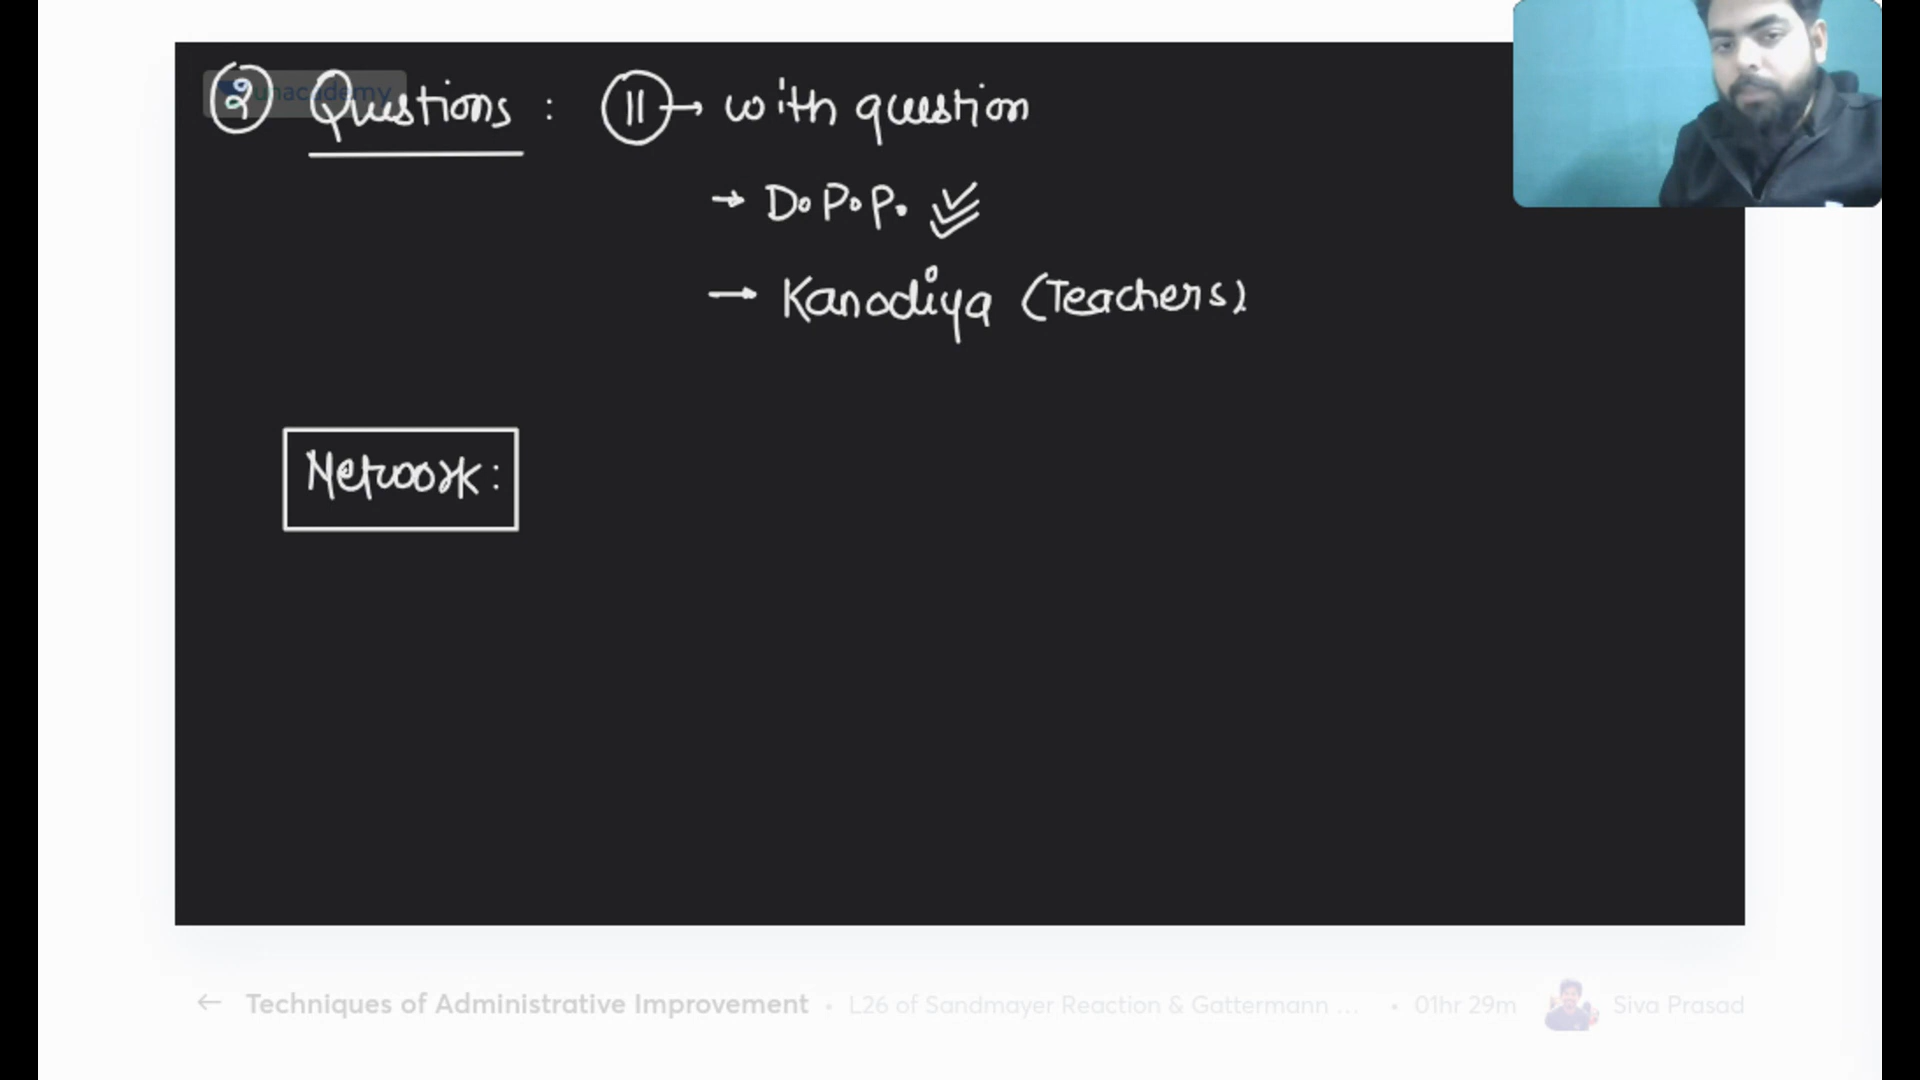 ② Questions : ⑪ → with question
unacademy
→ D.P.P.
→ Kanodiya (Teachers).
Network :
← Techniques of Administrative Improvement • L26 of Sandmayer Reaction & Gattermann ... • 01hr 29m Siva Prasad